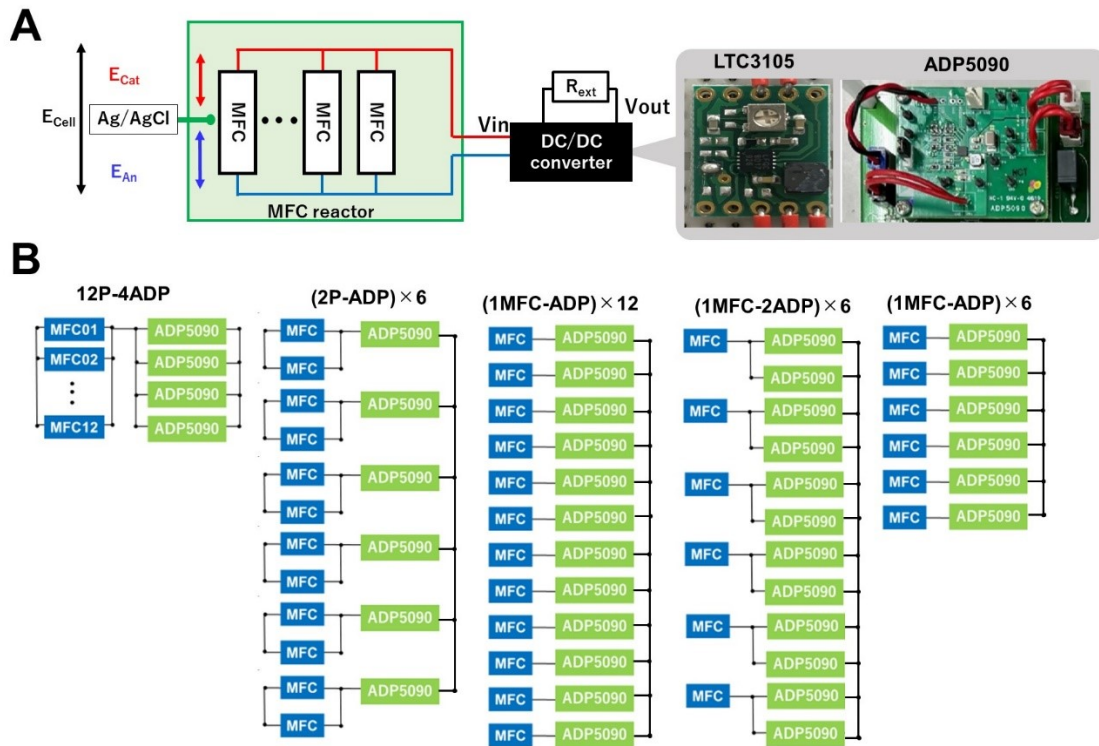 A
E_Cat
E_Cell
Ag/AgCl
E_An
MFC
MFC
MFC
MFC reactor
Vin
R_ext
Vout
DC/DC
converter
LTC3105
ADP5090
ADP5090
B
12P-4ADP
MFC01
MFC02
MFC12
ADP5090
ADP5090
ADP5090
ADP5090
(2P-ADP)×6
MFC
MFC
ADP5090
MFC
MFC
ADP5090
MFC
MFC
ADP5090
MFC
MFC
ADP5090
MFC
MFC
ADP5090
MFC
MFC
ADP5090
(1MFC-ADP)×12
MFC ADP5090
MFC ADP5090
MFC ADP5090
MFC ADP5090
MFC ADP5090
MFC ADP5090
MFC ADP5090
MFC ADP5090
MFC ADP5090
MFC ADP5090
MFC ADP5090
MFC ADP5090
(1MFC-2ADP)×6
MFC ADP5090
ADP5090
MFC ADP5090
ADP5090
MFC ADP5090
ADP5090
MFC ADP5090
ADP5090
MFC ADP5090
ADP5090
MFC ADP5090
ADP5090
(1MFC-ADP)×6
MFC ADP5090
MFC ADP5090
MFC ADP5090
MFC ADP5090
MFC ADP5090
MFC ADP5090